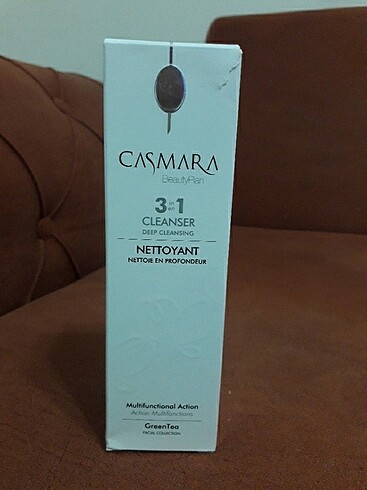 CASMARA
BeautyPlan
3 in en 1
CLEANSER
DEEP CLEANSING
NETTOYANT
NETTOIE EN PROFONDEUR
Multifunctional Action
Action Multifonctions
GreenTea
FACIAL COLLECTION